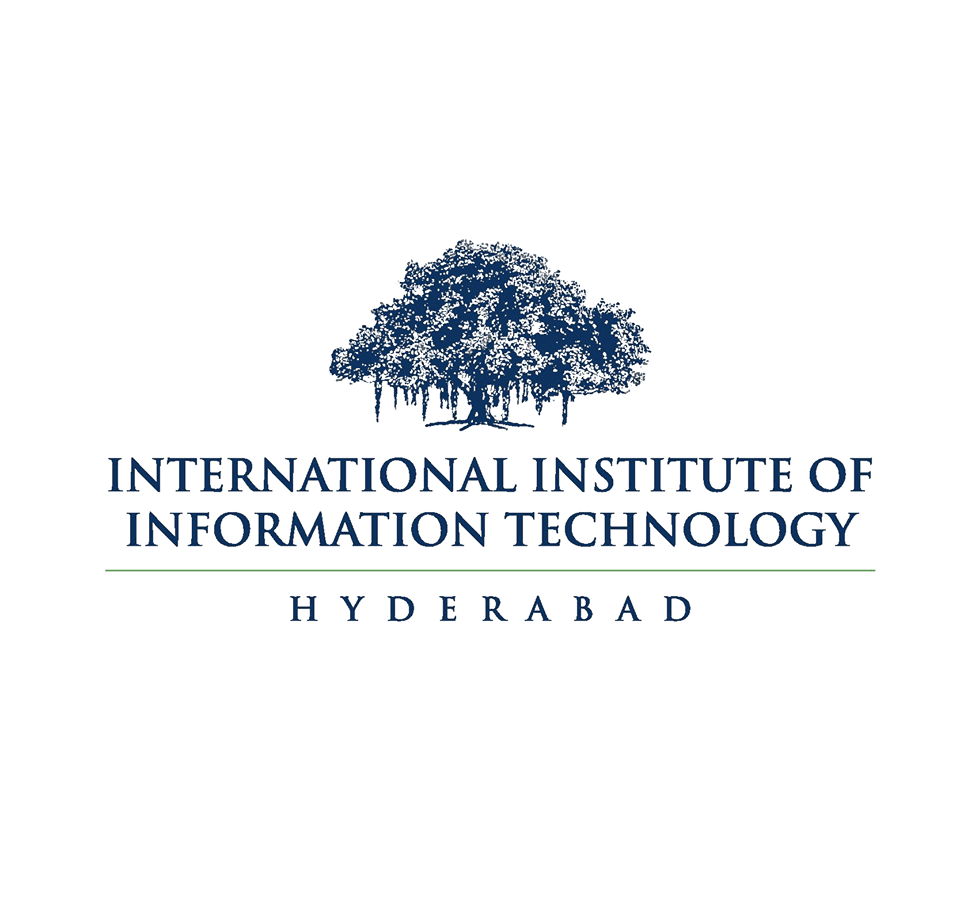 INTERNATIONAL INSTITUTE OF
INFORMATION TECHNOLOGY
HYDERABAD